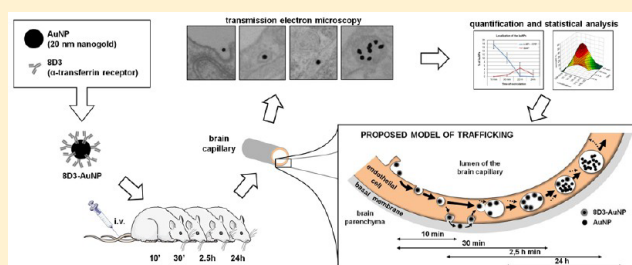 transmission electron microscopy
quantification and statistical analysis
AuNP
(20 nm nanogold)
8D3
(α-transferrin receptor)
8D3-AuNP
i.v.
10'
30'
2.5h
24h
brain
capillary
PROPOSED MODEL OF TRAFFICKING
lumen of the
brain capillary
endothelial
cell
basal membrane
brain
parenchyma
8D3-AuNP
AuNP
10 min
30 min
2,5 h min
24 h